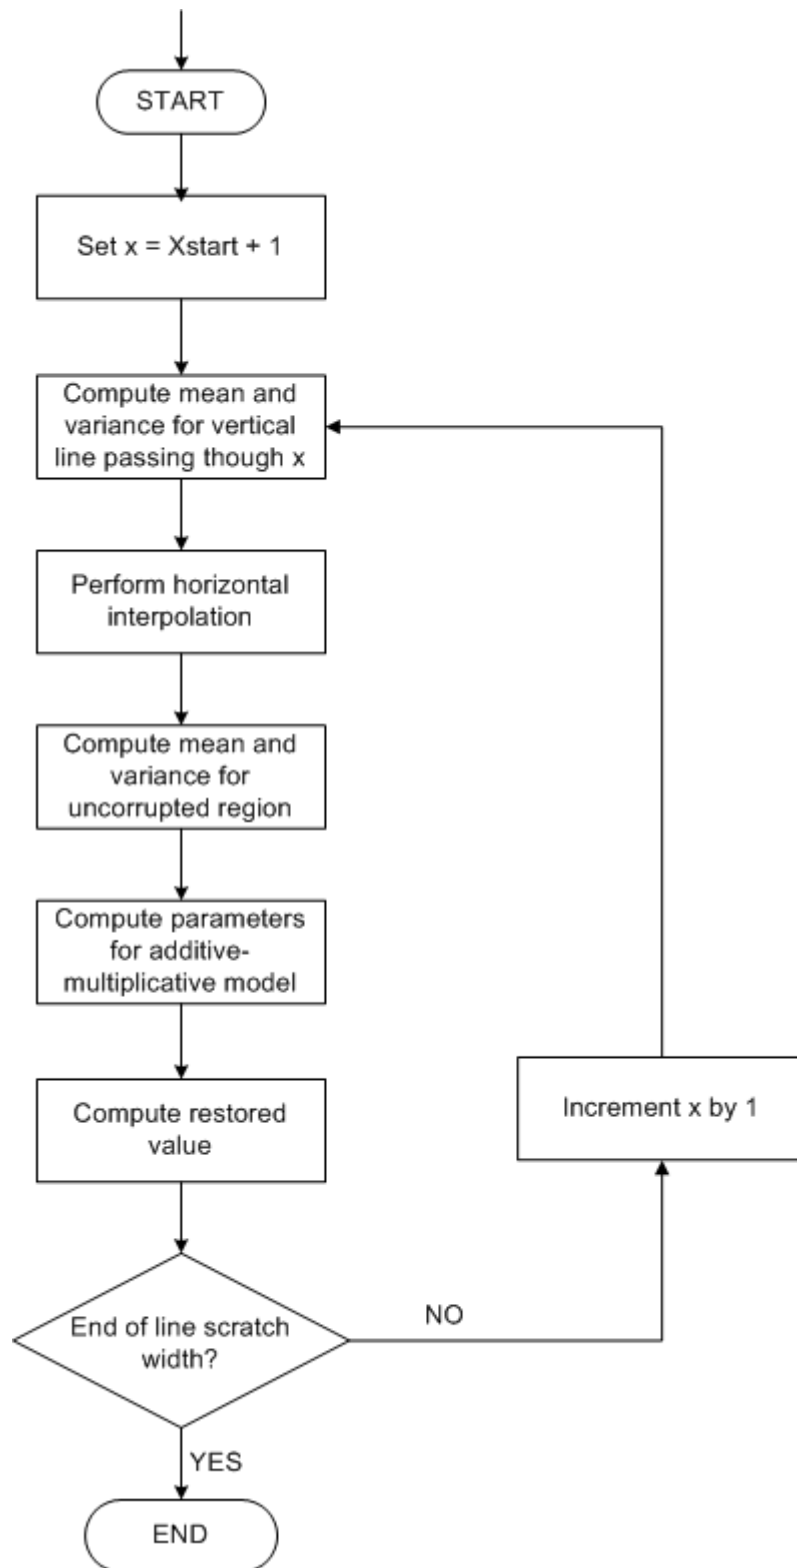 START
Set x = Xstart + 1
Compute mean and
variance for vertical
line passing though x
Perform horizontal
interpolation
Compute mean and
variance for
uncorrupted region
Compute parameters
for additive-
multiplicative model
Compute restored
value
Increment x by 1
End of line scratch
width?
NO
YES
END